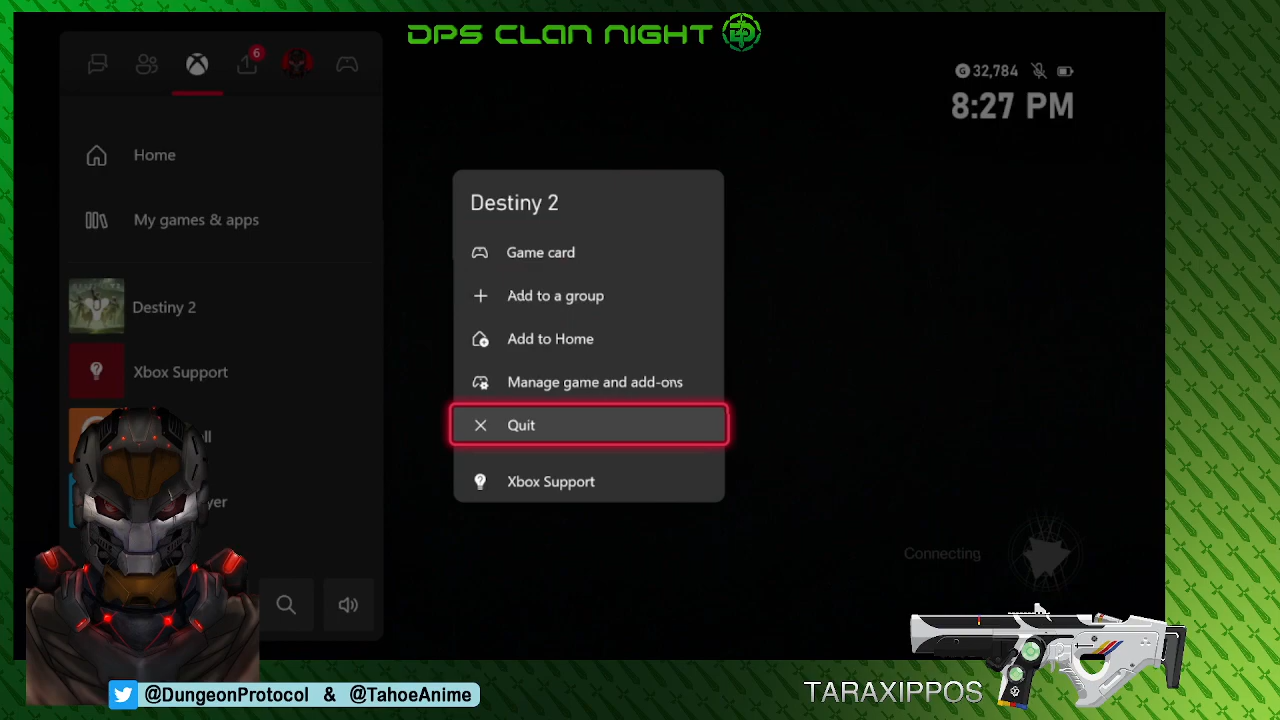 DPS CLAN NIGHT
6
32,784
8:27 PM
Home
My games & apps
Destiny 2
Xbox Support
Destiny 2
Game card
Add to a group
Add to Home
Manage game and add-ons
Quit
Xbox Support
Connecting
@DungeonProtocol & @TahoeAnime
TARAXIPPOS